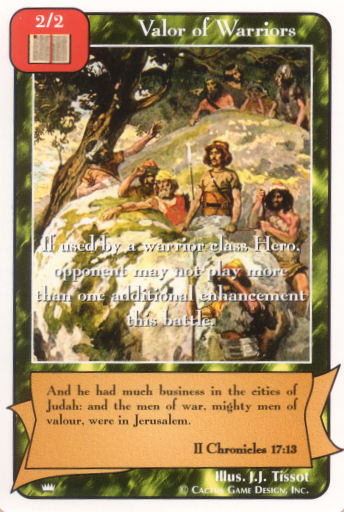 2/2
Valor of Warriors
If used by a warrior class Hero,
opponent may not play more
than one additional enhancement
this battle.
And he had much business in the cities of
Judah: and the men of war, mighty men of
valour, were in Jerusalem.
II Chronicles 17:13
Illus. J.J. Tissot
© Cactus Game Design, Inc.